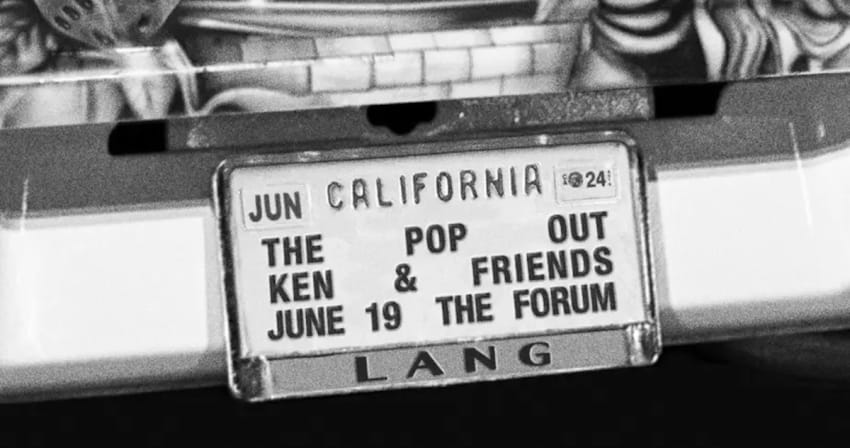 JUN CALIFORNIA 24
THE POP OUT
KEN & FRIENDS
JUNE 19 THE FORUM
LANG